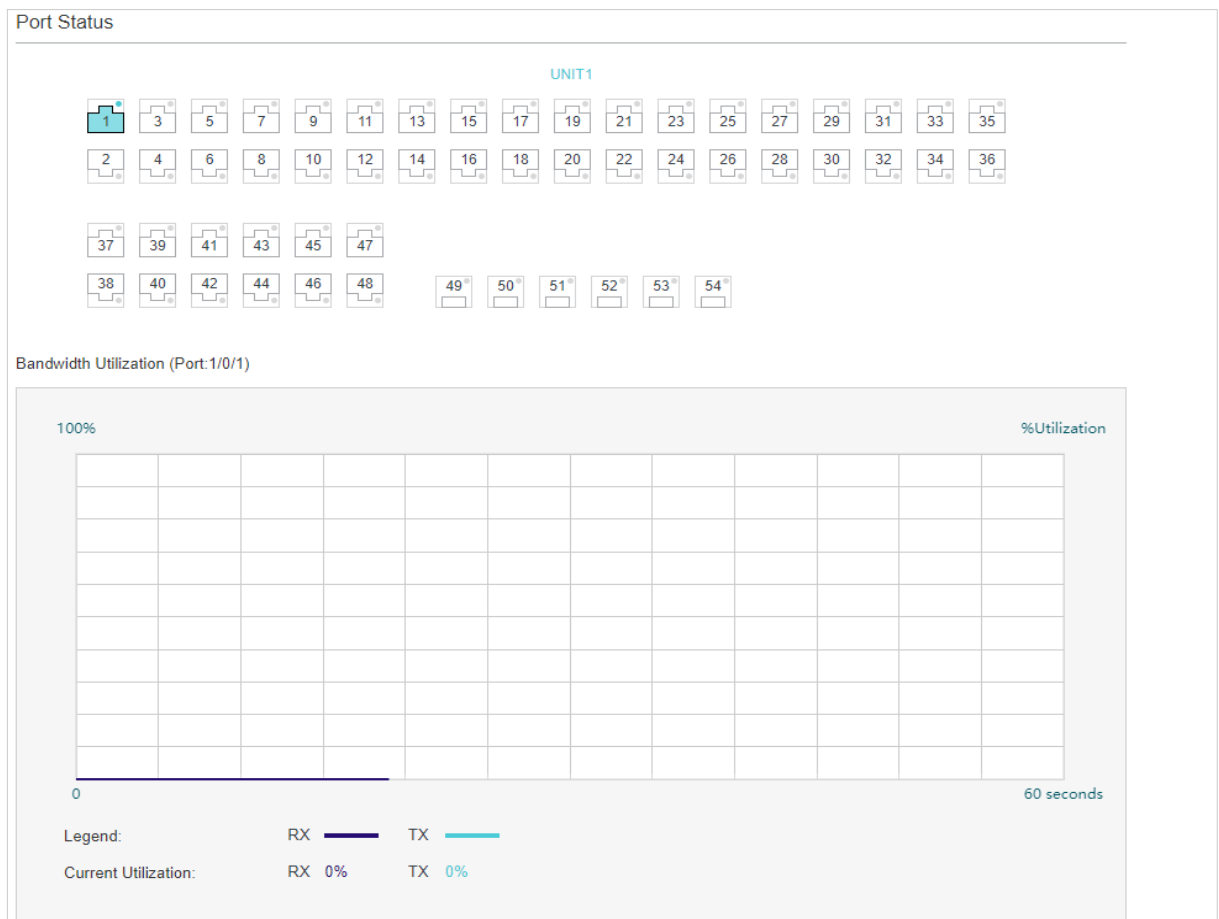 Port Status
UNIT1
1 3 5 7 9 11 13 15 17 19 21 23 25 27 29 31 33 35
2 4 6 8 10 12 14 16 18 20 22 24 26 28 30 32 34 36
37 39 41 43 45 47
38 40 42 44 46 48 49 50 51 52 53 54
Bandwidth Utilization (Port:1/0/1)
100% %Utilization
0 60 seconds
Legend: RX TX
Current Utilization: RX 0% TX 0%